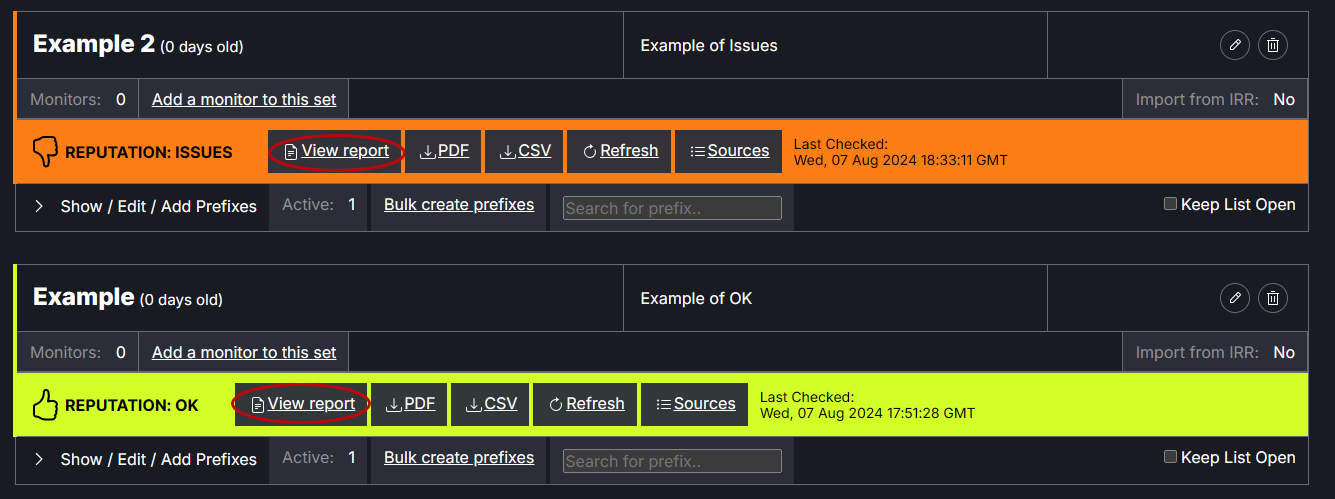 Example 2 (0 days old) Example of Issues
Monitors: 0 Add a monitor to this set Import from IRR: No
REPUTATION: ISSUES View report PDF CSV Refresh Sources Last Checked:
Wed, 07 Aug 2024 18:33:11 GMT
Show / Edit / Add Prefixes Active: 1 Bulk create prefixes Search for prefix.. Keep List Open
Example (0 days old) Example of OK
Monitors: 0 Add a monitor to this set Import from IRR: No
REPUTATION: OK View report PDF CSV Refresh Sources Last Checked:
Wed, 07 Aug 2024 17:51:28 GMT
Show / Edit / Add Prefixes Active: 1 Bulk create prefixes Search for prefix.. Keep List Open